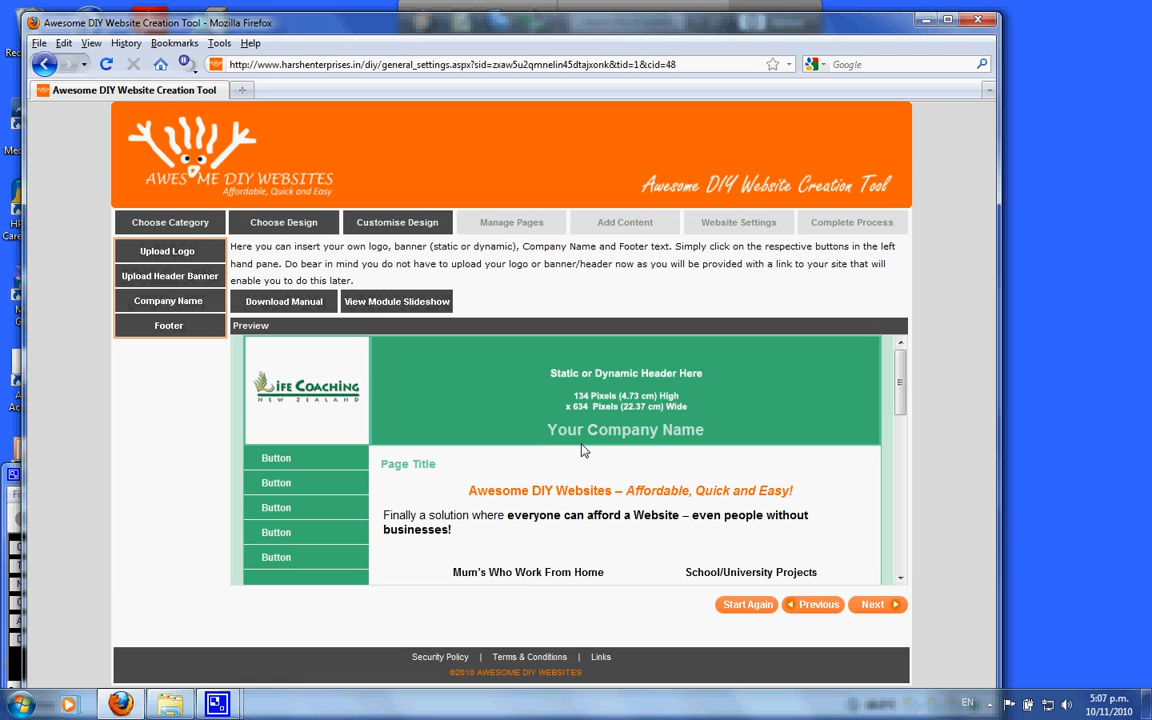 Awesome DIY Website Creation Tool - Mozilla Firefox
File Edit View History Bookmarks Tools Help
http://www.harshenterprises.in/diy/general_settings.aspx?sid=zxaw5u2qmnelin45dtajxonk&tid=1&cid=48
Google
Awesome DIY Website Creation Tool
AWESOME DIY WEBSITES
Affordable, Quick and Easy
Awesome DIY Website Creation Tool
Choose Category Choose Design Customise Design Manage Pages Add Content Website Settings Complete Process
Upload Logo
Upload Header Banner
Company Name
Footer
Here you can insert your own logo, banner (static or dynamic), Company Name and Footer text. Simply click on the respective buttons in the left
hand pane. Do bear in mind you do not have to upload your logo or banner/header now as you will be provided with a link to your site that will
enable you to do this later.
Download Manual View Module Slideshow
Preview
LIFE COACHING
NEW ZEALAND
Static or Dynamic Header Here
134 Pixels (4.73 cm) High
x 634 Pixels (22.37 cm) Wide
Your Company Name
Button
Button
Button
Button
Button
Page Title
Awesome DIY Websites – Affordable, Quick and Easy!
Finally a solution where everyone can afford a Website – even people without
businesses!
Mum's Who Work From Home School/University Projects
Start Again Previous Next
Security Policy | Terms & Conditions | Links
©2010 AWESOME DIY WEBSITES
EN
5:07 p.m.
10/11/2010